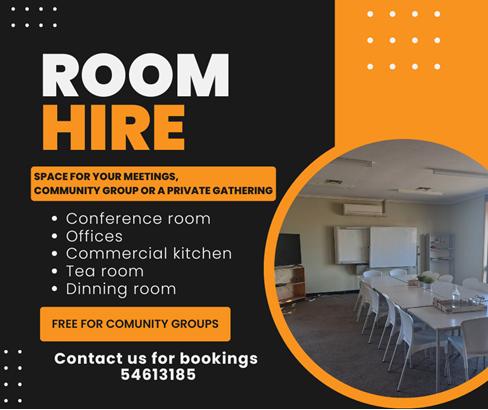 ROOM
HIRE
SPACE FOR YOUR MEETINGS,
COMMUNITY GROUP OR A PRIVATE GATHERING
• Conference room
• Offices
• Commercial kitchen
• Tea room
• Dinning room
FREE FOR COMUNITY GROUPS
Contact us for bookings
54613185